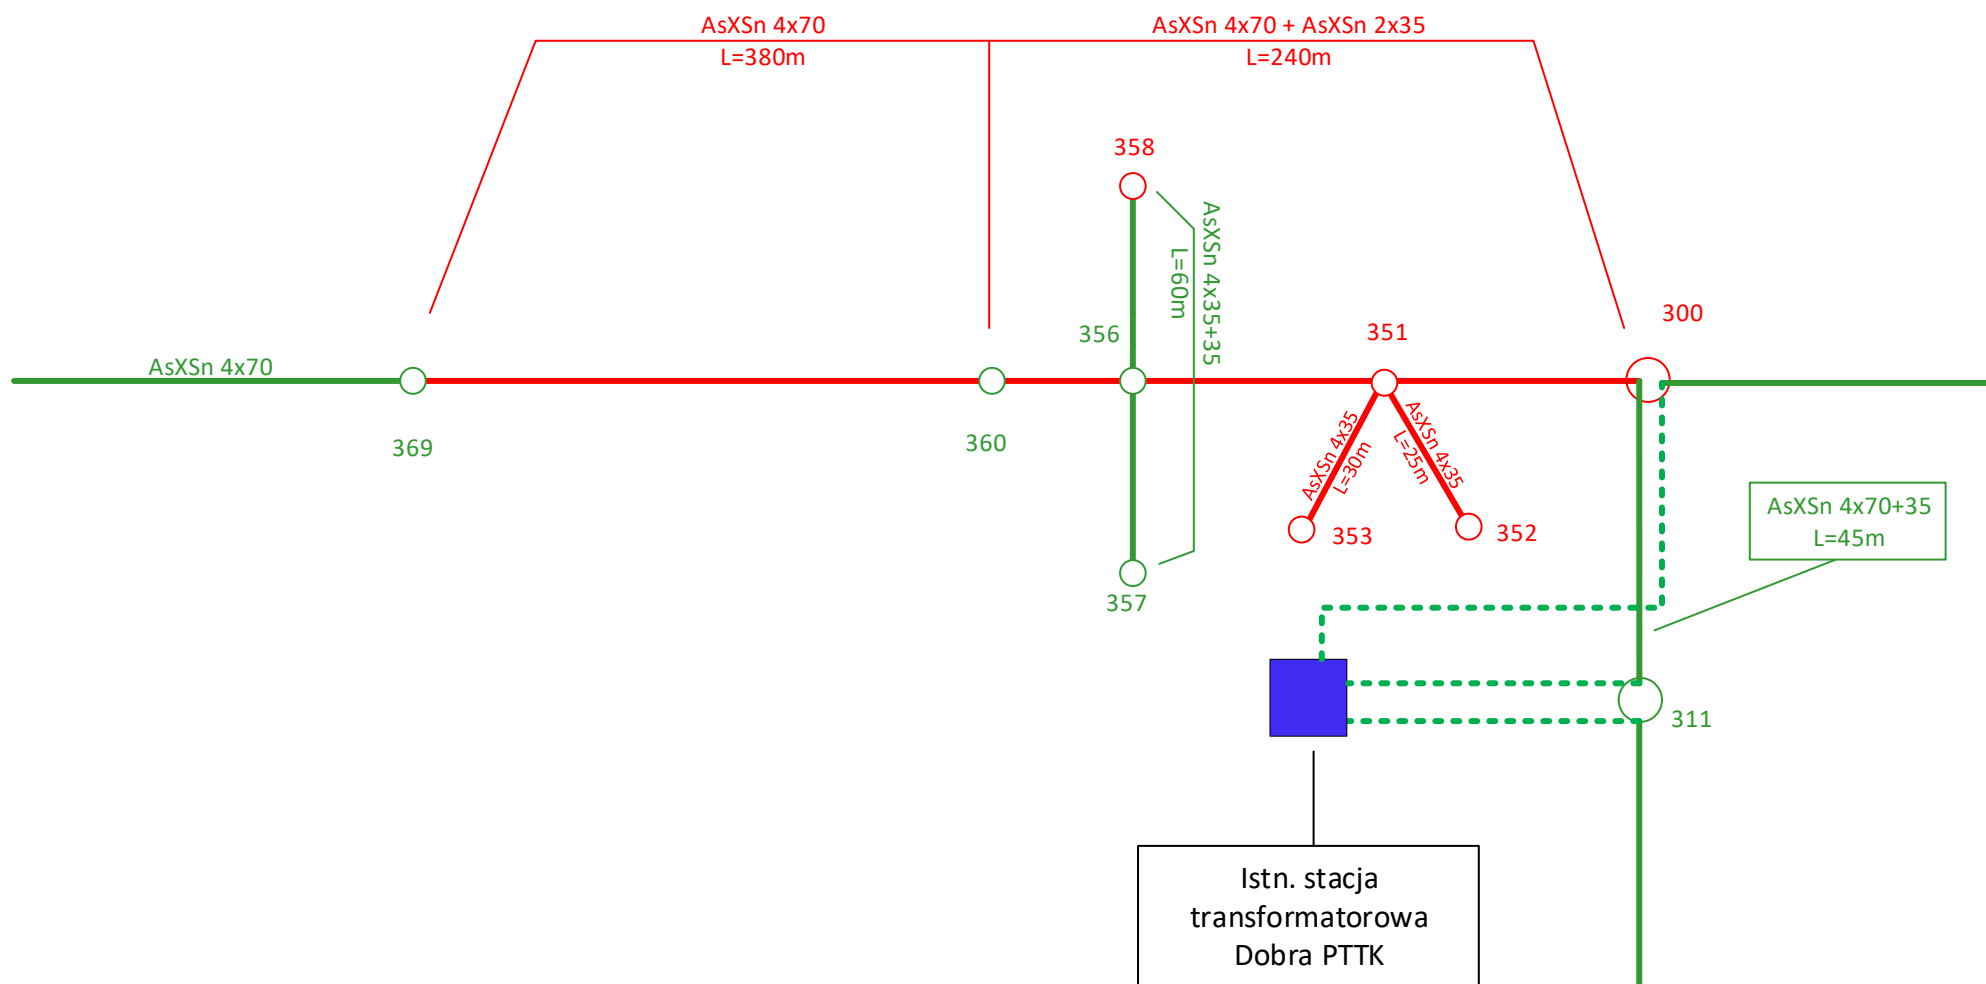 AsXSn 4x70
L=380m
AsXSn 4x70 + AsXSn 2x35
L=240m
358
AsXSn 4x35+35
L=60m
300
356
351
AsXSn 4x70
369
360
AsXSn 4x35
L=30m
AsXSn 4x35
L=25m
353
352
AsXSn 4x70+35
L=45m
357
311
Istn. stacja
transformatorowa
Dobra PTTK